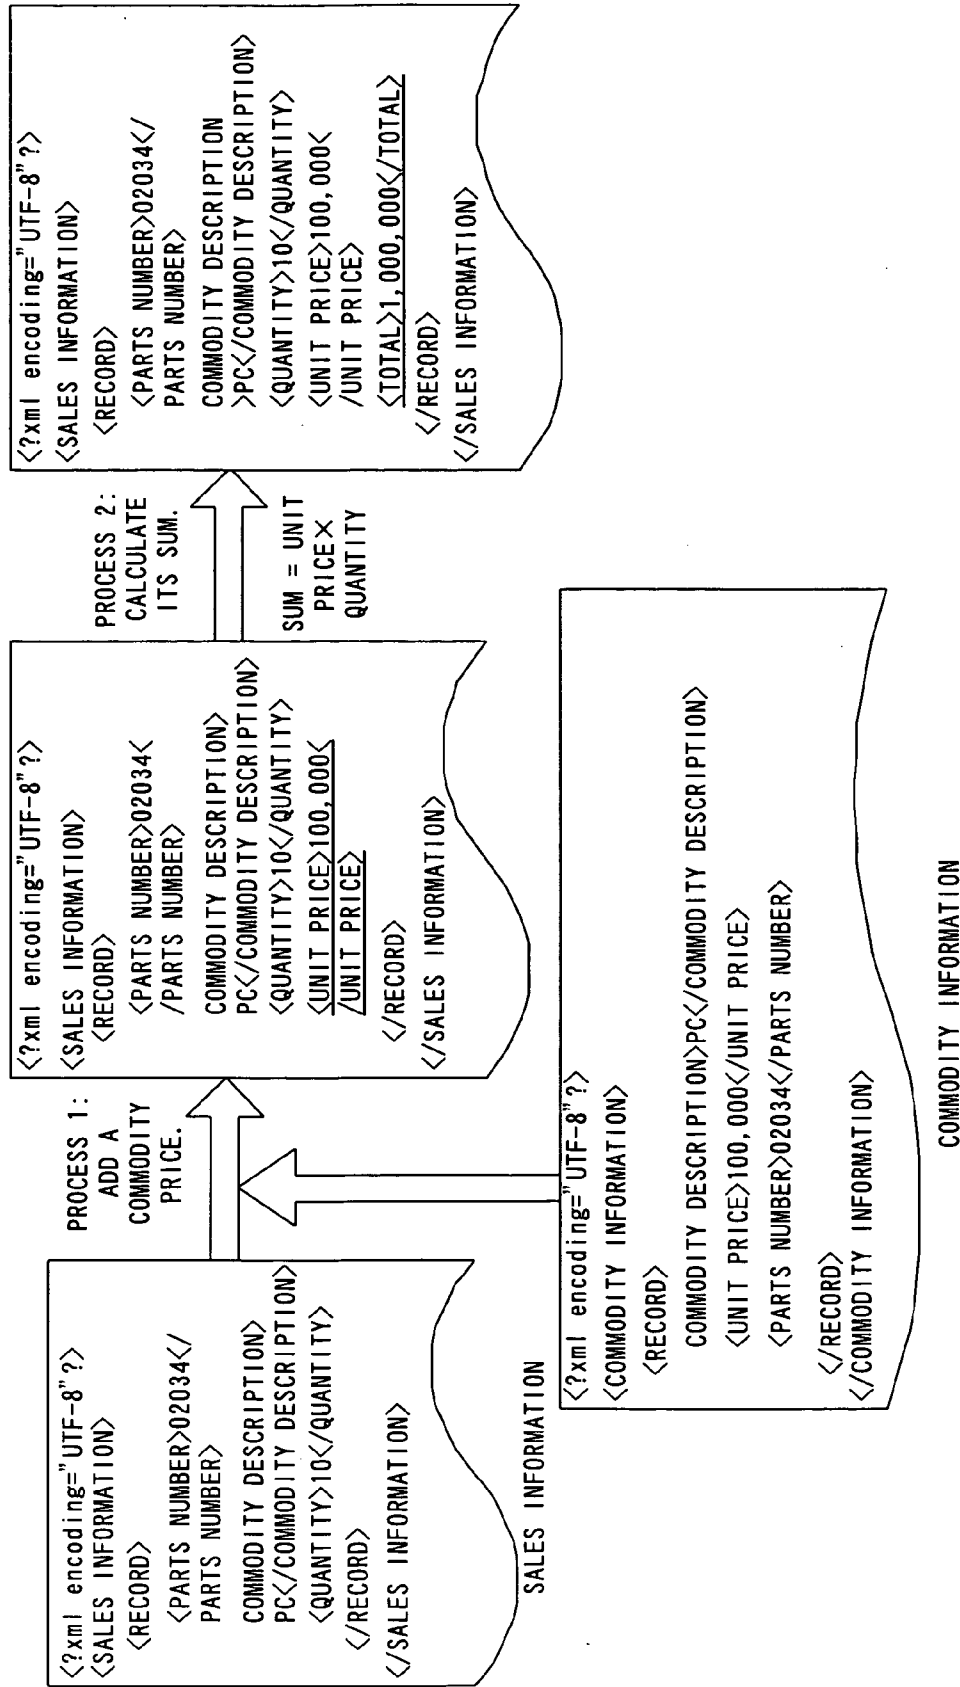 <?xml encoding="UTF-8"?>
<SALES INFORMATION>
<RECORD>
<PARTS NUMBER>02034</
PARTS NUMBER>
COMMODITY DESCRIPTION>
PC</COMMODITY DESCRIPTION>
<QUANTITY>10</QUANTITY>
</RECORD>
</SALES INFORMATION>
SALES INFORMATION
PROCESS 1:
ADD A
COMMODITY
PRICE.
<?xml encoding="UTF-8"?>
<SALES INFORMATION>
<RECORD>
<PARTS NUMBER>02034<
/PARTS NUMBER>
COMMODITY DESCRIPTION>
PC</COMMODITY DESCRIPTION>
<QUANTITY>10</QUANTITY>
<UNIT PRICE>100,000<
/UNIT PRICE>
</RECORD>
</SALES INFORMATION>
PROCESS 2:
CALCULATE
ITS SUM.
SUM = UNIT
PRICE×
QUANTITY
<?xml encoding="UTF-8"?>
<SALES INFORMATION>
<RECORD>
<PARTS NUMBER>02034</
PARTS NUMBER>
COMMODITY DESCRIPTION
>PC</COMMODITY DESCRIPTION>
<QUANTITY>10</QUANTITY>
<UNIT PRICE>100,000<
/UNIT PRICE>
<TOTAL>1,000,000</TOTAL>
</RECORD>
</SALES INFORMATION>
<?xml encoding="UTF-8"?>
<COMMODITY INFORMATION>
<RECORD>
COMMODITY DESCRIPTION>PC</COMMODITY DESCRIPTION>
<UNIT PRICE>100,000</UNIT PRICE>
<PARTS NUMBER>02034</PARTS NUMBER>
</RECORD>
</COMMODITY INFORMATION>
COMMODITY INFORMATION